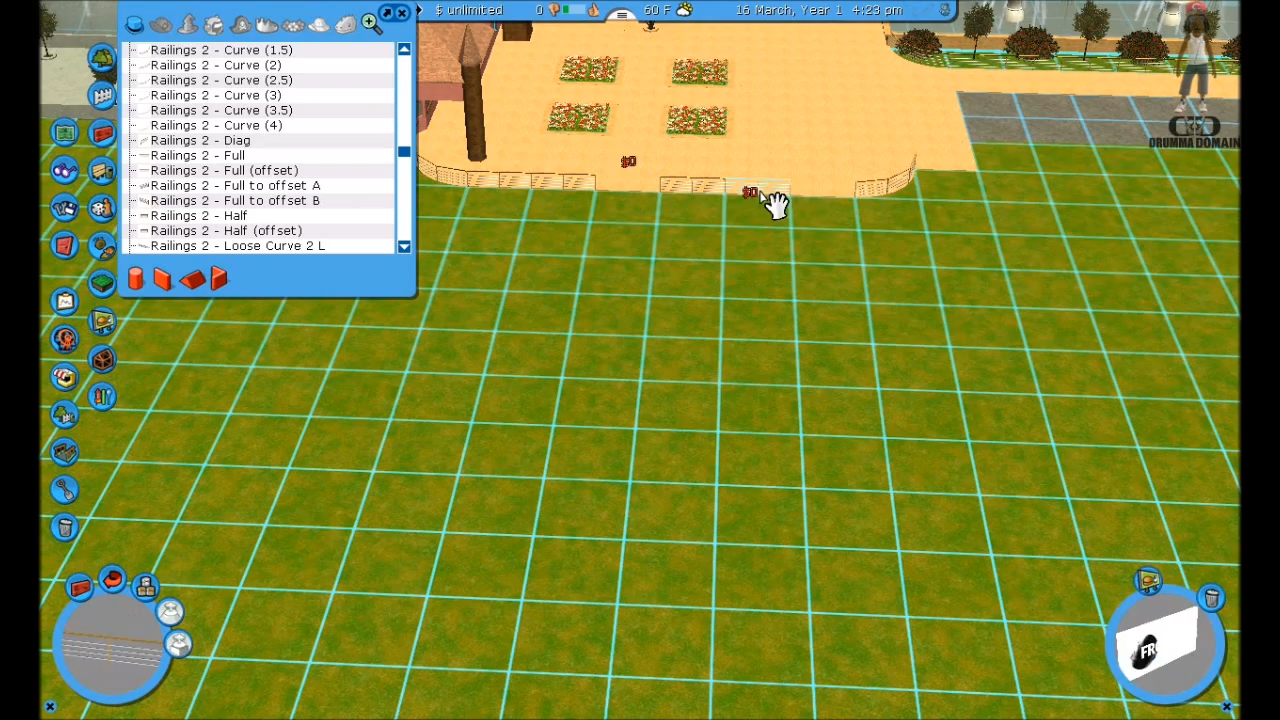 $ unlimited 0 60 F 16 March, Year 1 4:23 pm
Railings 2 - Curve (1.5)
Railings 2 - Curve (2)
Railings 2 - Curve (2.5)
Railings 2 - Curve (3)
Railings 2 - Curve (3.5)
Railings 2 - Curve (4)
Railings 2 - Diag
Railings 2 - Full
Railings 2 - Full (offset)
Railings 2 - Full to offset A
Railings 2 - Full to offset B
Railings 2 - Half
Railings 2 - Half (offset)
Railings 2 - Loose Curve 2 L
DRUMMA DOMAIN
$0
$0
FR